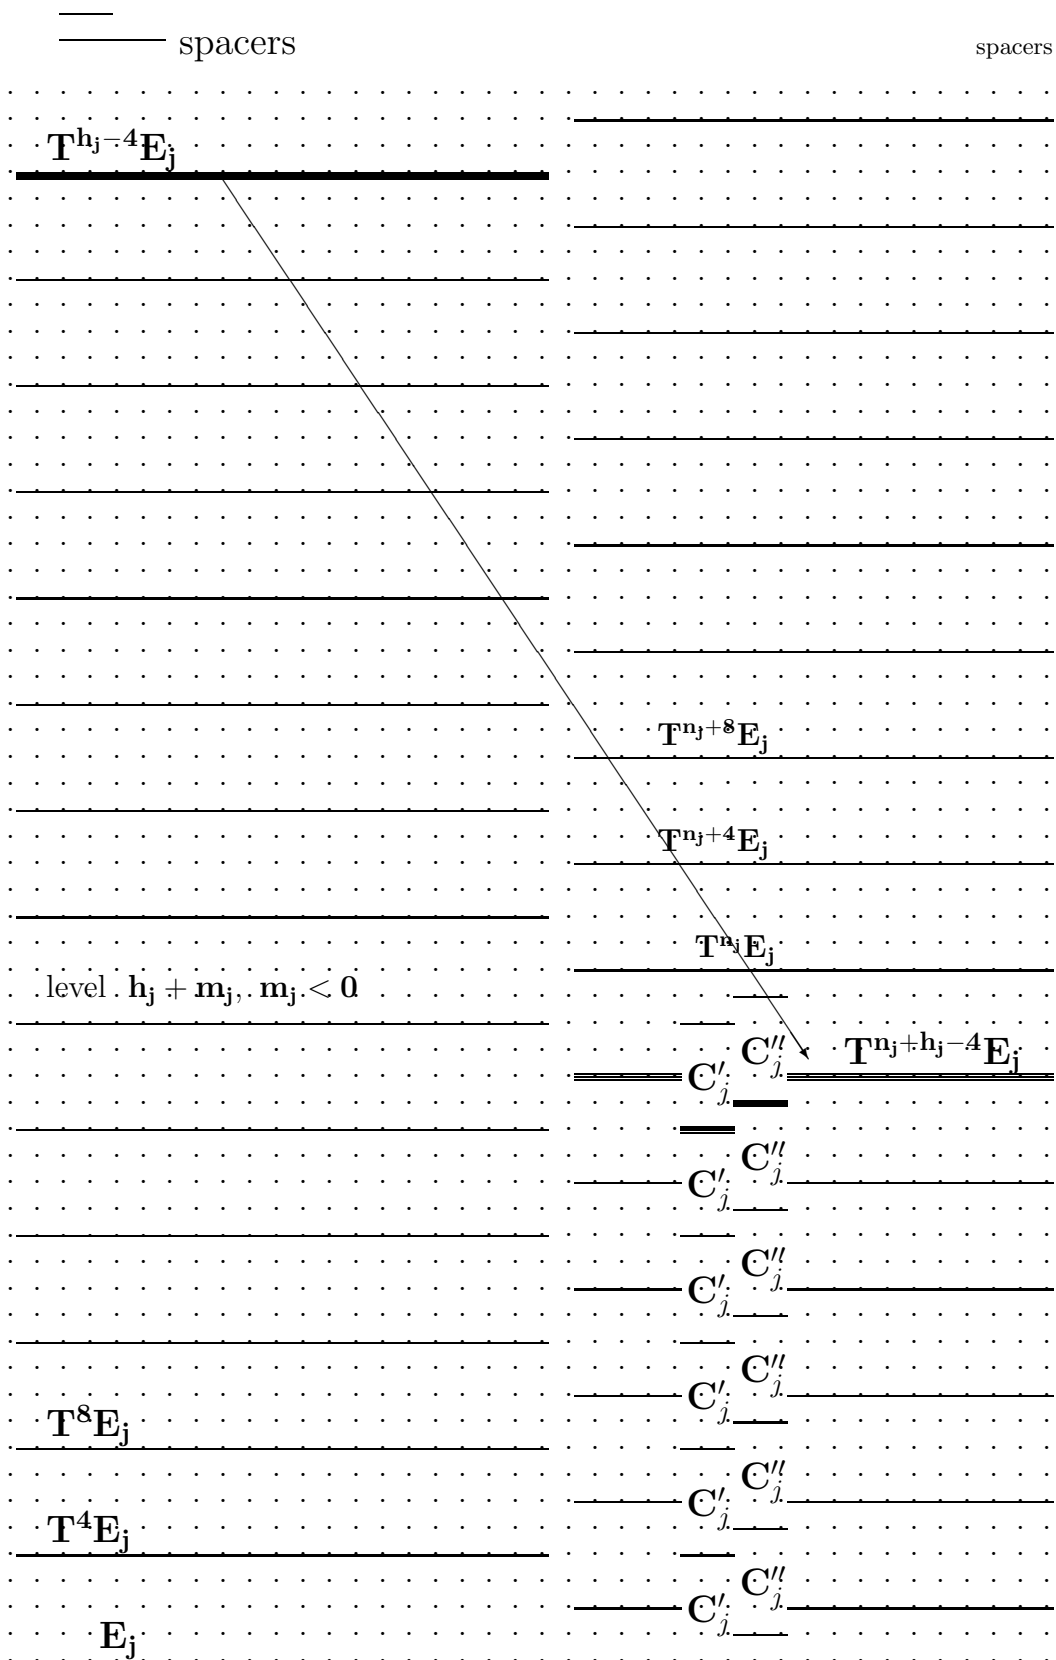 spacers
spacers
T^{h_j−4}E_j
T^{n_j+8}E_j
T^{n_j+4}E_j
T^{n_j}E_j
level h_j + m_j, m_j < 0
C''_j T^{n_j+h_j−4}E_j
C'_j
C''_j
C'_j
C''_j
C'_j
C''_j
C'_j
T^8E_j
C''_j
C'_j
T^4E_j
C''_j
C'_j
E_j